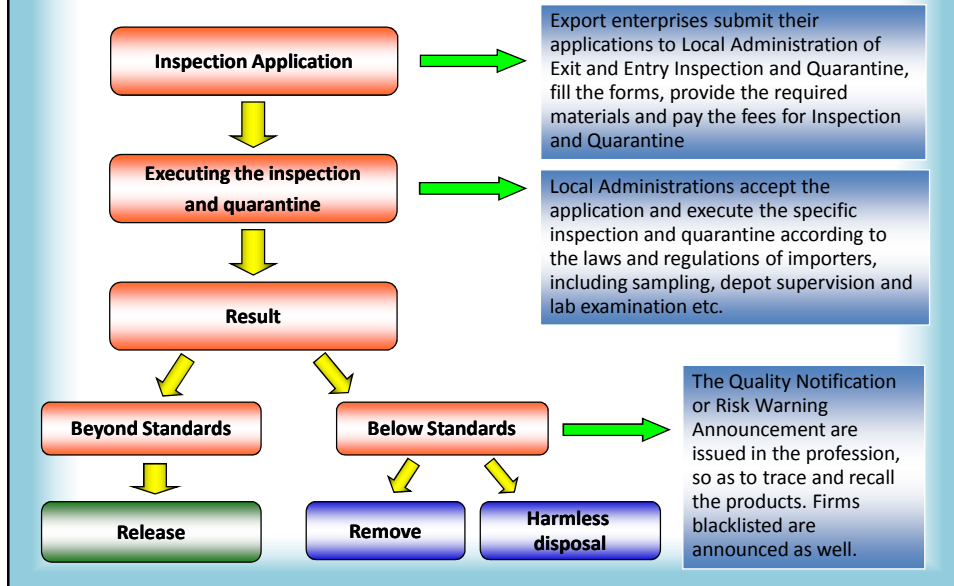 Inspection Application
Export enterprises submit their
applications to Local Administration of
Exit and Entry Inspection and Quarantine,
fill the forms, provide the required
materials and pay the fees for Inspection
and Quarantine
Executing the inspection
and quarantine
Local Administrations accept the
application and execute the specific
inspection and quarantine according to
the laws and regulations of importers,
including sampling, depot supervision and
lab examination etc.
Result
Beyond Standards
Below Standards
The Quality Notification
or Risk Warning
Announcement are
issued in the profession,
so as to trace and recall
the products. Firms
blacklisted are
announced as well.
Release
Remove
Harmless
disposal